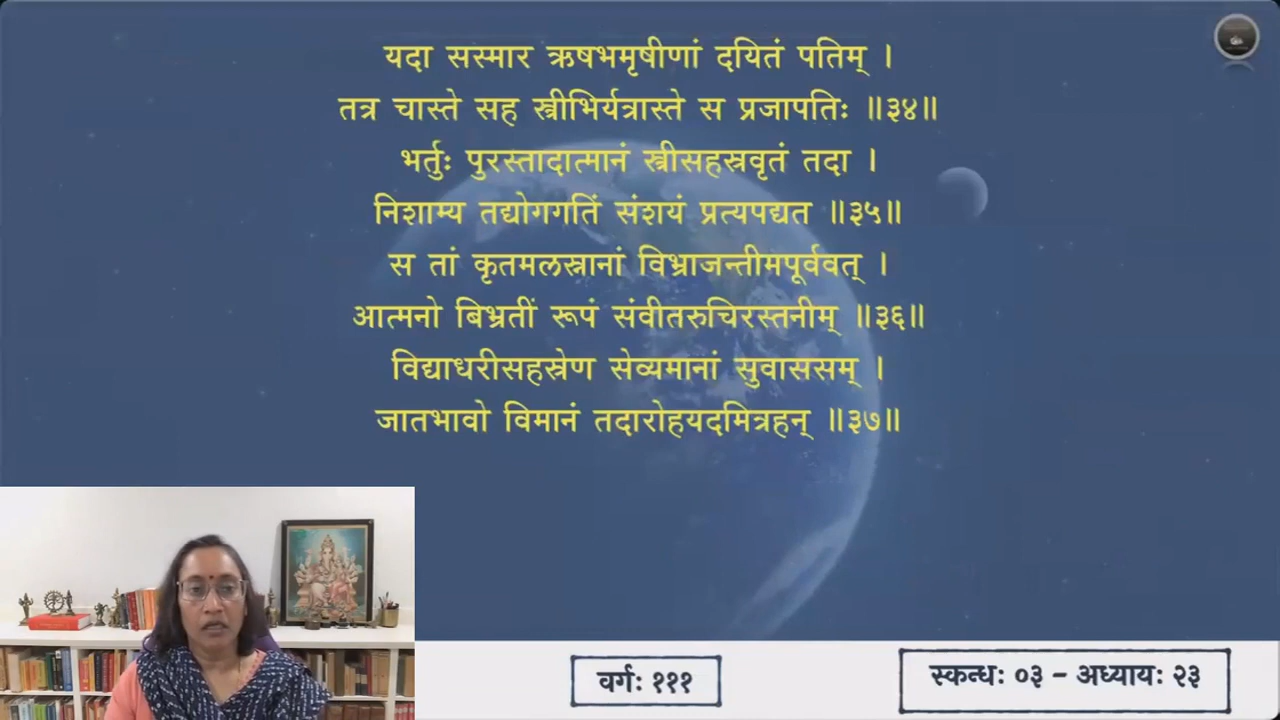 यदा सस्मार ऋषभमृषीणां दयितं पतिम् ।
तत्र चास्ते सह स्त्रीभिर्यत्रास्ते स प्रजापतिः ॥३४॥
भर्तुः पुरस्तादात्मानं स्त्रीसहस्रवृतं तदा ।
निशाम्य तद्योगगतिं संशयं प्रत्यपद्यत ॥३५॥
स तां कृतमलस्नानां विभ्राजन्तीमपूर्ववत् ।
आत्मनो बिभ्रतीं रूपं संवीतरुचिरस्तनीम् ॥३६॥
विद्याधरीसहस्रेण सेव्यमानां सुवाससम् ।
जातभावो विमानं तदारोहयदमित्रहन् ॥३७॥
वर्गः १११
स्कन्धः ०३ - अध्यायः २३